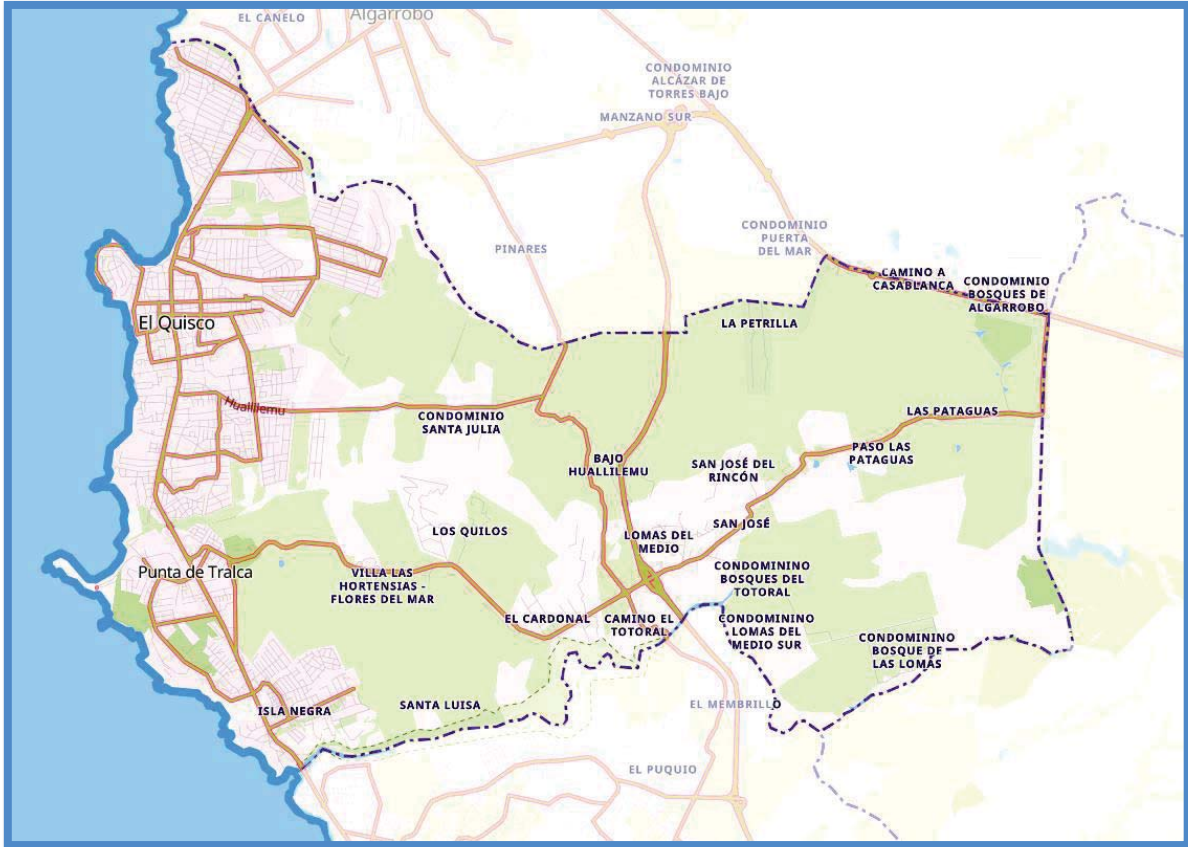 EL CANELO
Algarrobo
CONDOMINIO
ALCÁZAR DE
TORRES BAJO
MANZANO SUR
PINARES
CONDOMINIO
PUERTA
DEL MAR
CAMINO A
CASABLANCA
CONDOMINIO
BOSQUES DE
ALGARROBO
El Quisco
LA PETRILLA
Huallilemu
CONDOMINIO
SANTA JULIA
LAS PATAGUAS
PASO LAS
PATAGUAS
BAJO
HUALLILEMU
SAN JOSÉ DEL
RINCÓN
LOS QUILOS
SAN JOSÉ
LOMAS DEL
MEDIO
Punta de Tralca
VILLA LAS
HORTENSIAS -
FLORES DEL MAR
CONDOMININO
BOSQUES DEL
TOTORAL
EL CARDONAL
CAMINO EL
TOTORAL
CONDOMININO
LOMAS DEL
MEDIO SUR
CONDOMININO
BOSQUE DE
LAS LOMAS
ISLA NEGRA
SANTA LUISA
EL MEMBRILLO
EL PUQUIO